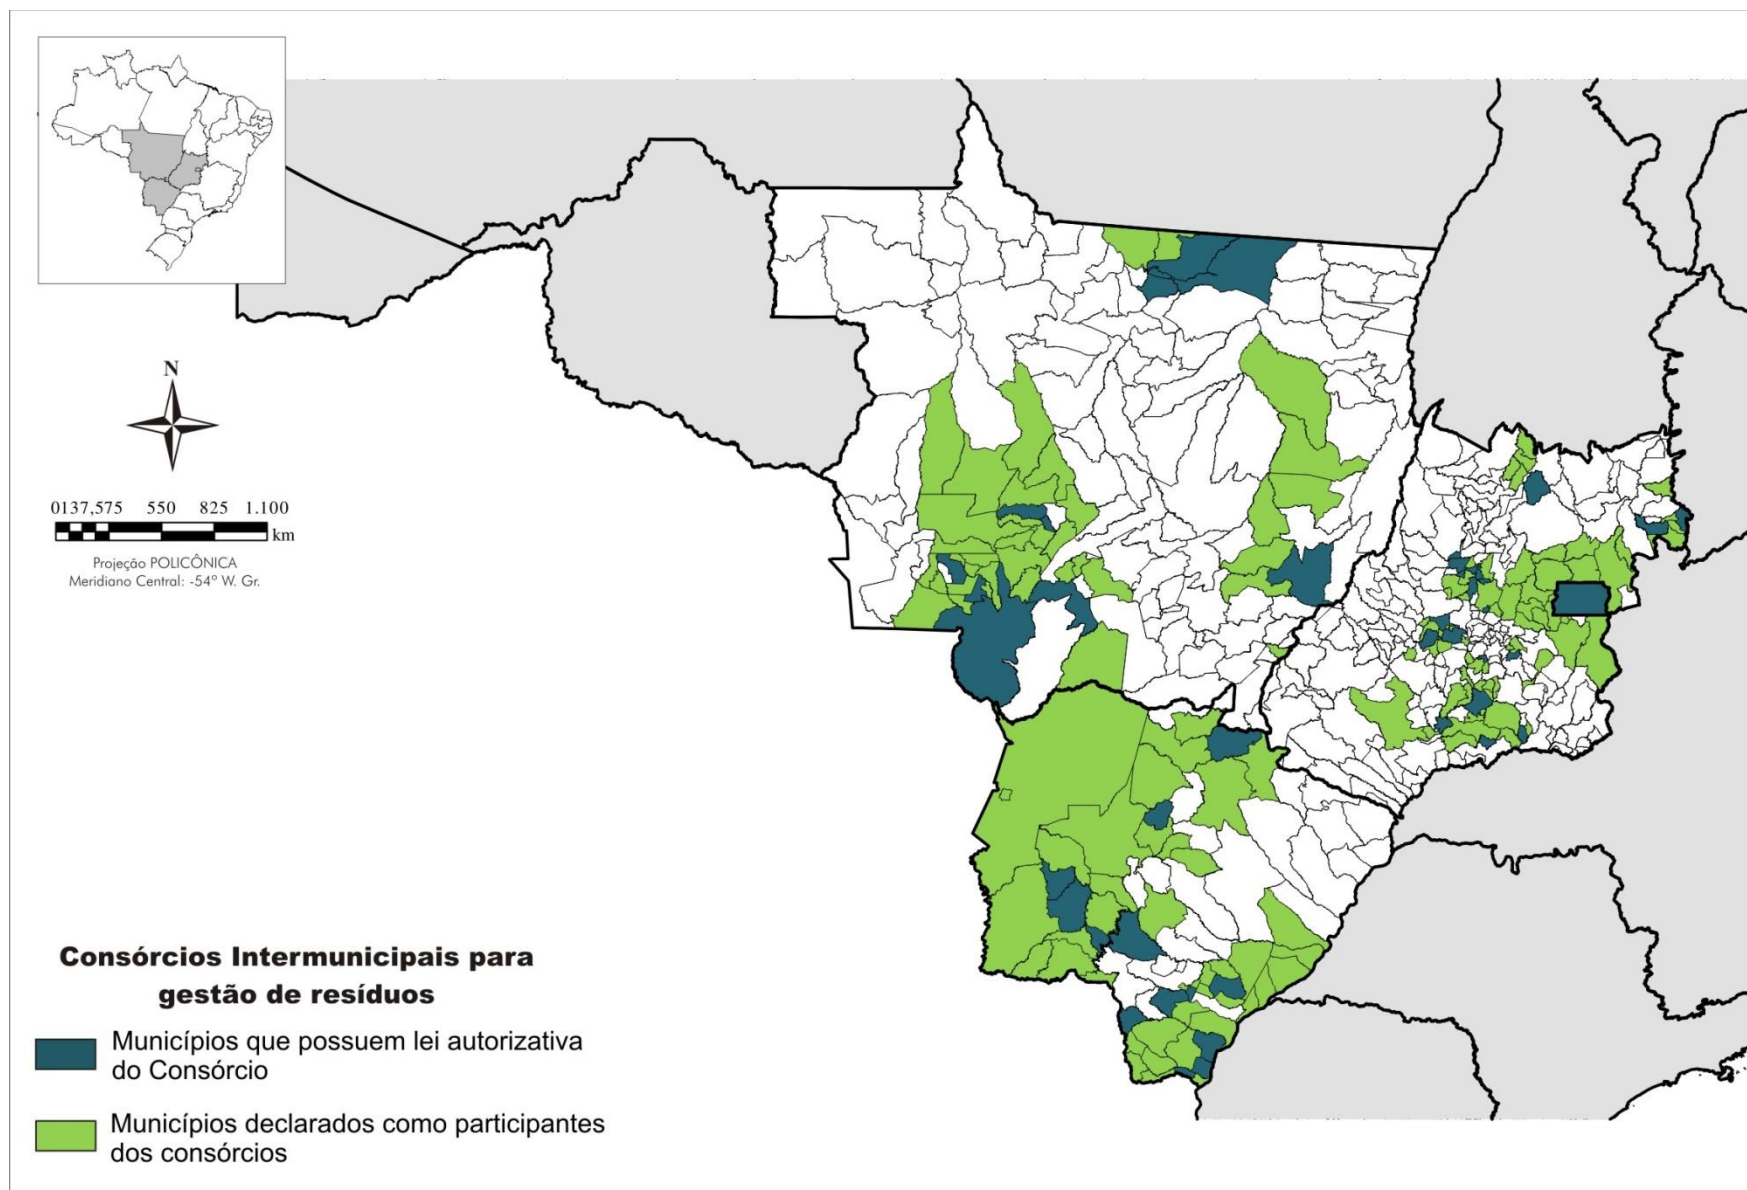 N
0137,575 550 825 1.100
km
Projeção POLICÔNICA
Meridiano Central: -54º W. Gr.
Consórcios Intermunicipais para
gestão de resíduos
Municípios que possuem lei autorizativa
do Consórcio
Municípios declarados como participantes
dos consórcios